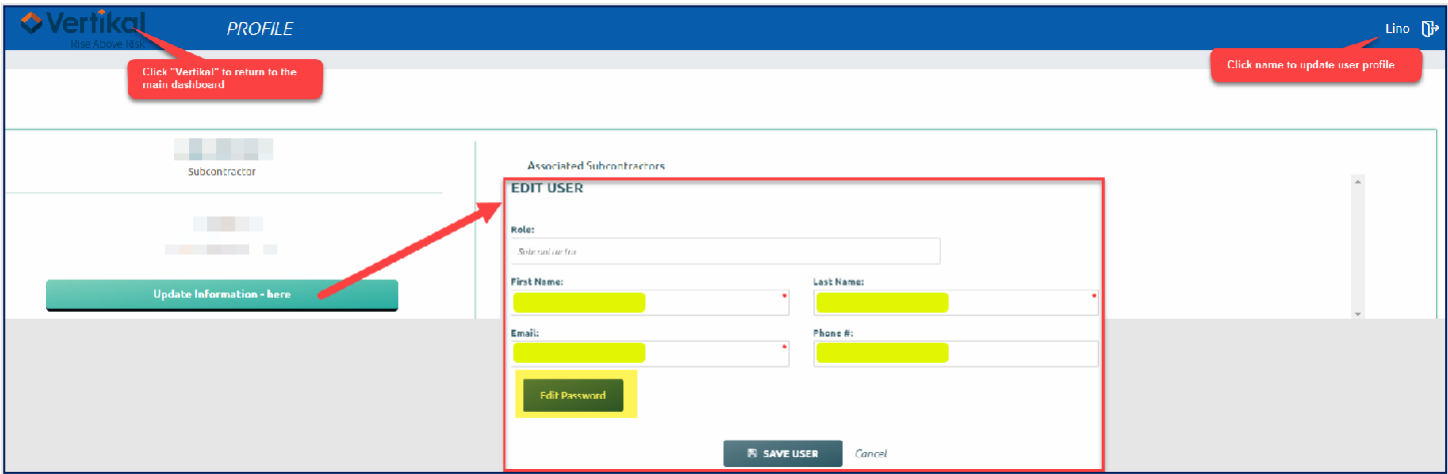 Vertikal
Rise Above Risk
PROFILE
Lino
Click "Vertikal" to return to the
main dashboard
Click name to update user profile
Subcontractor
Associated Subcontractors
EDIT USER
Role:
Subcontractor
First Name:
*
Last Name:
*
Update Information - here
Email:
*
Phone #:
Edit Password
SAVE USER
Cancel